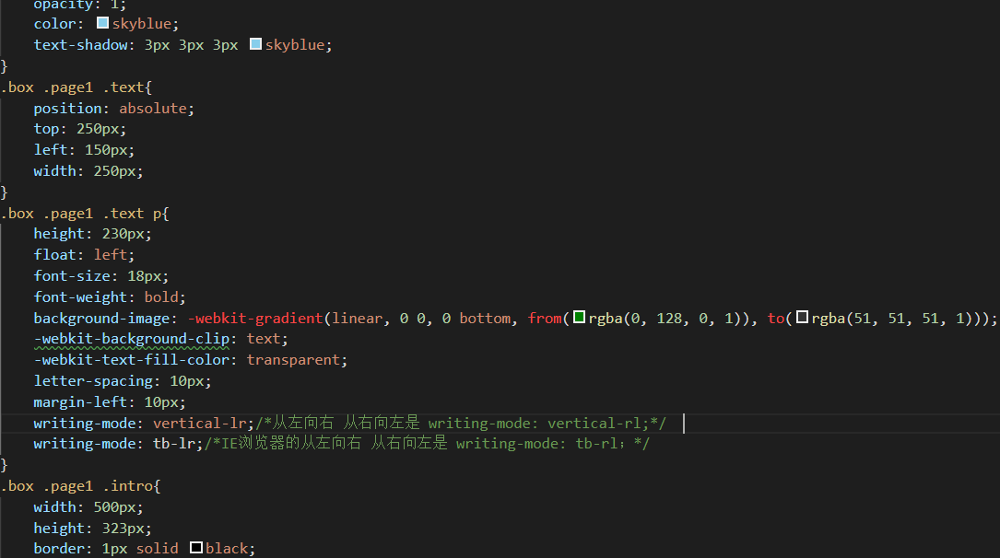 opacity: 1;
color: skyblue;
text-shadow: 3px 3px 3px skyblue;
}
.box .page1 .text{
position: absolute;
top: 250px;
left: 150px;
width: 250px;
}
.box .page1 .text p{
height: 230px;
float: left;
font-size: 18px;
font-weight: bold;
background-image: -webkit-gradient(linear, 0 0, 0 bottom, from(rgba(0, 128, 0, 1)), to(rgba(51, 51, 51, 1)));
-webkit-background-clip: text;
-webkit-text-fill-color: transparent;
letter-spacing: 10px;
margin-left: 10px;
writing-mode: vertical-lr;/*从左向右 从右向左是 writing-mode: vertical-rl;*/
writing-mode: tb-lr;/*IE浏览器的从左向右 从右向左是 writing-mode: tb-rl；*/
}
.box .page1 .intro{
width: 500px;
height: 323px;
border: 1px solid black;